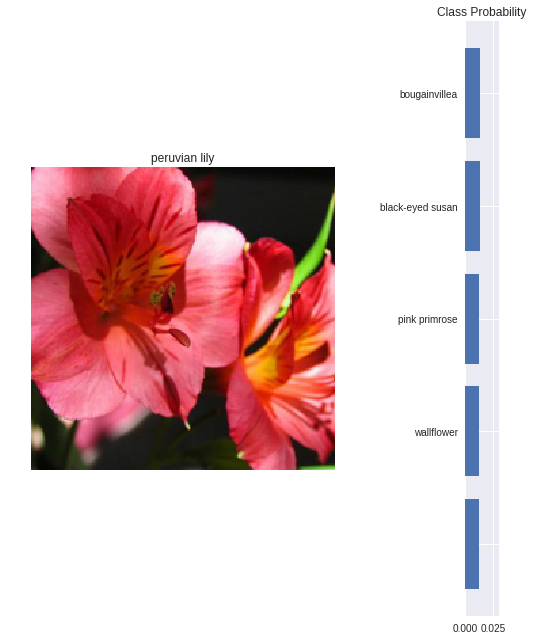 Class Probability
peruvian lily
bougainvillea
black-eyed susan
pink primrose
wallflower
0.000 0.025